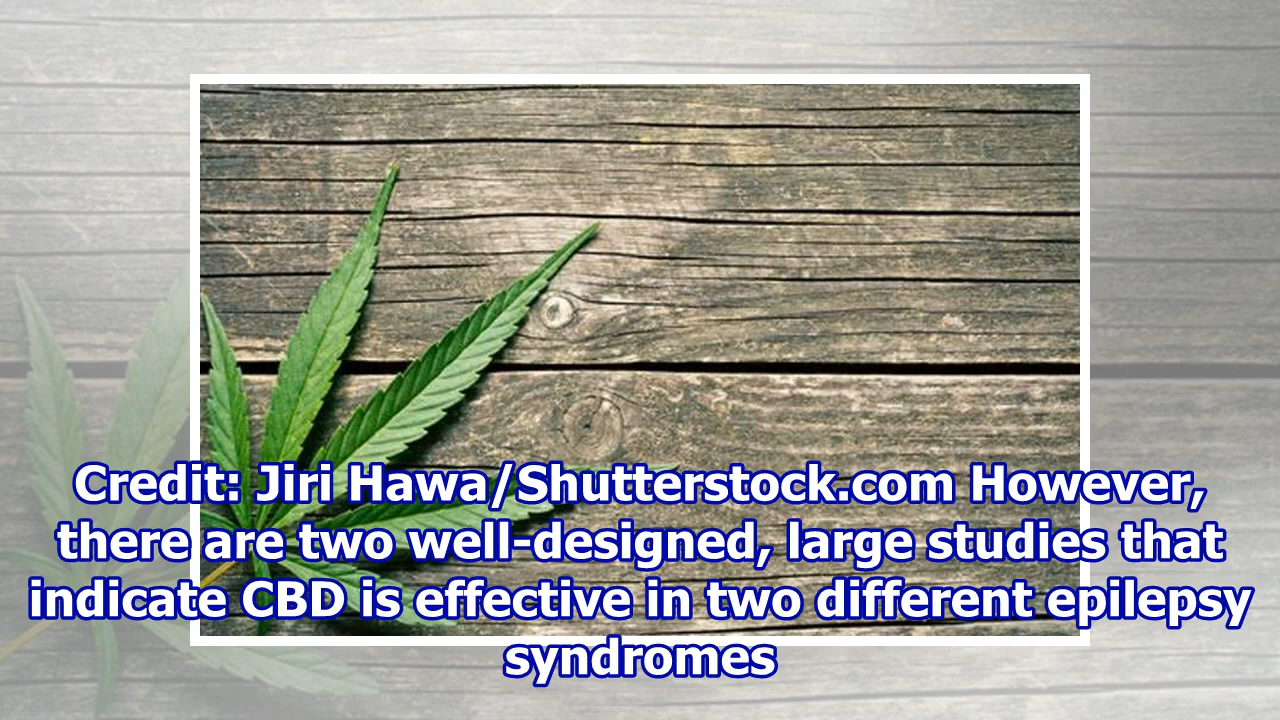 Credit: Jiri Hawa/Shutterstock.com However,
there are two well-designed, large studies that
indicate CBD is effective in two different epilepsy
syndromes